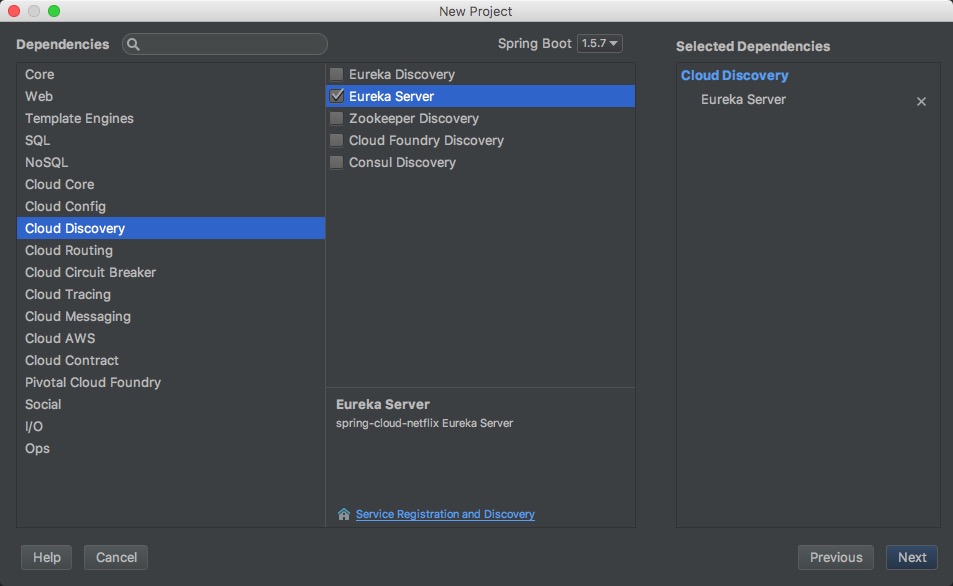 New Project
Dependencies
Spring Boot 1.5.7
Selected Dependencies
Core
Web
Template Engines
SQL
NoSQL
Cloud Core
Cloud Config
Cloud Discovery
Cloud Routing
Cloud Circuit Breaker
Cloud Tracing
Cloud Messaging
Cloud AWS
Cloud Contract
Pivotal Cloud Foundry
Social
I/O
Ops
Eureka Discovery
Eureka Server
Zookeeper Discovery
Cloud Foundry Discovery
Consul Discovery
Eureka Server
spring-cloud-netflix Eureka Server
Service Registration and Discovery
Cloud Discovery
Eureka Server
Help
Cancel
Previous
Next